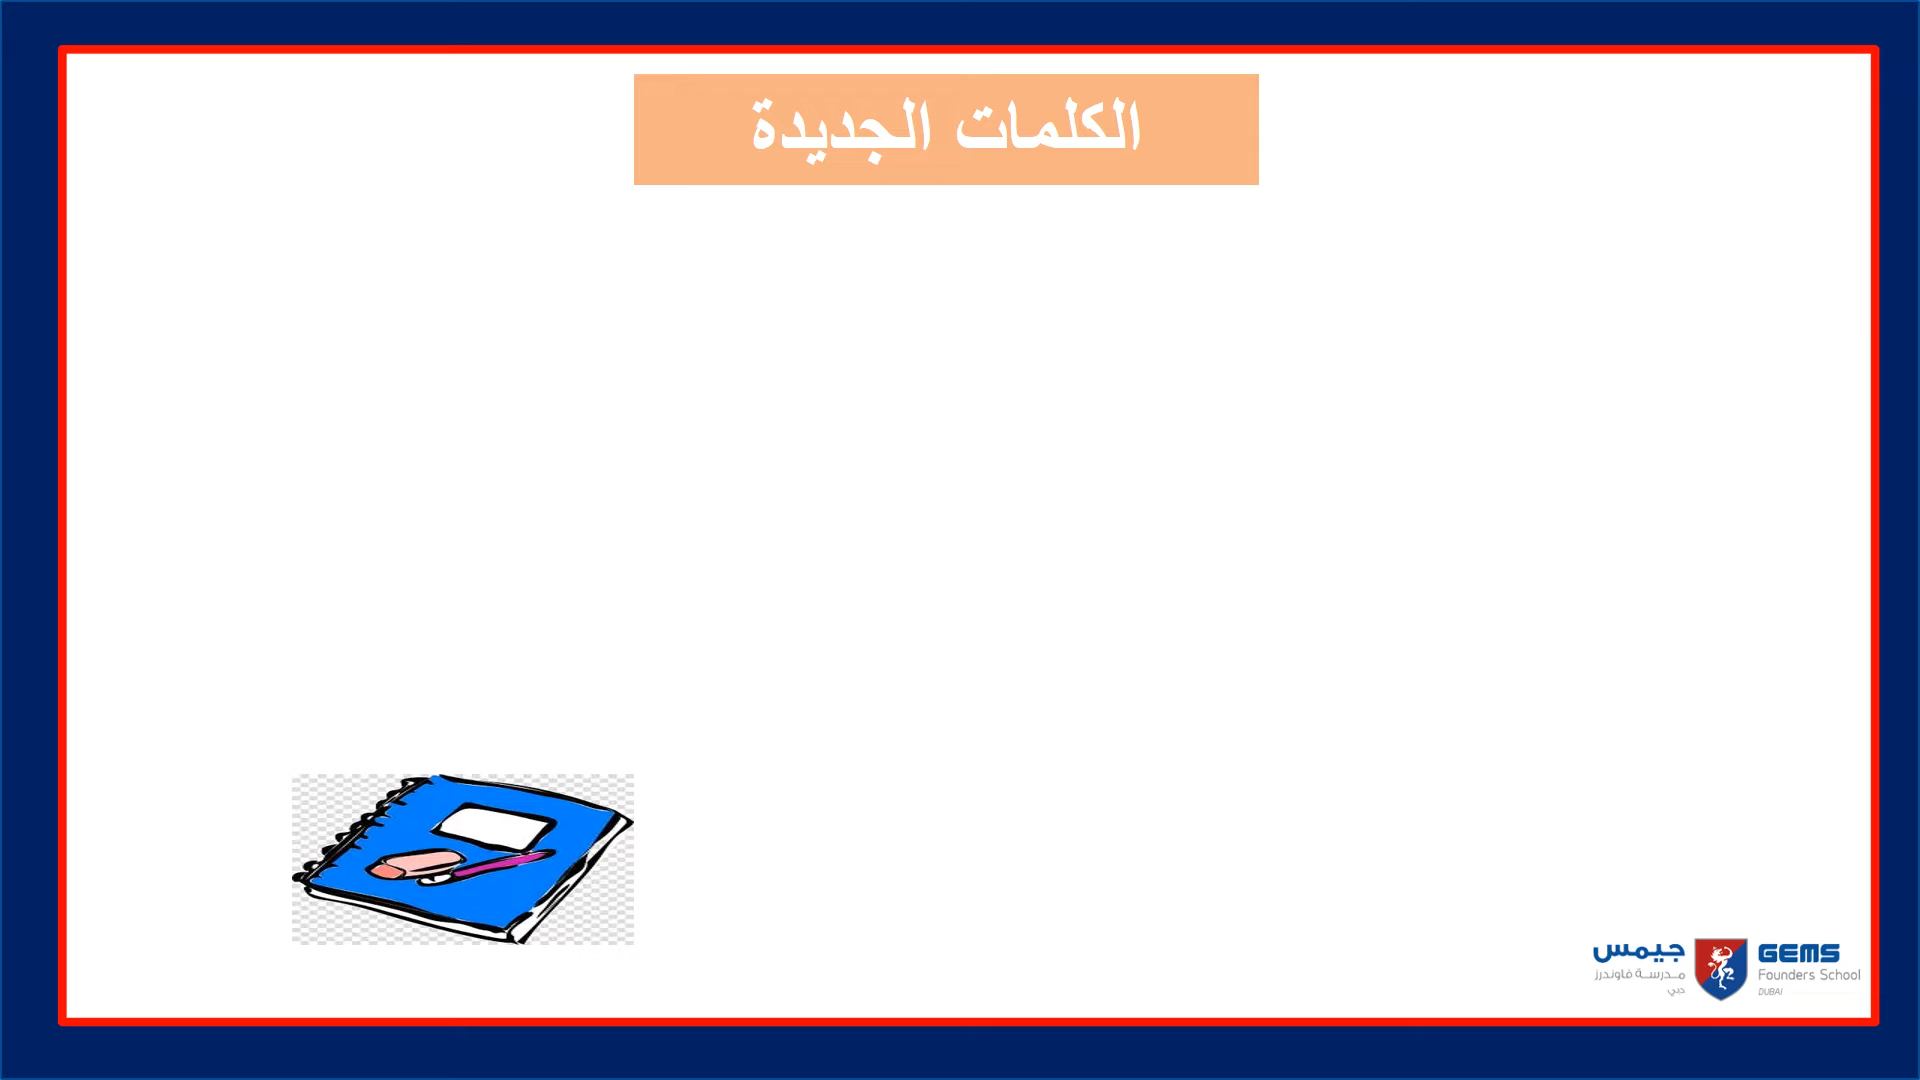 الكلمات الجديدة
جيمس
مدرسة فاوندرز
دبي
GEMS
Founders School
DUBAI